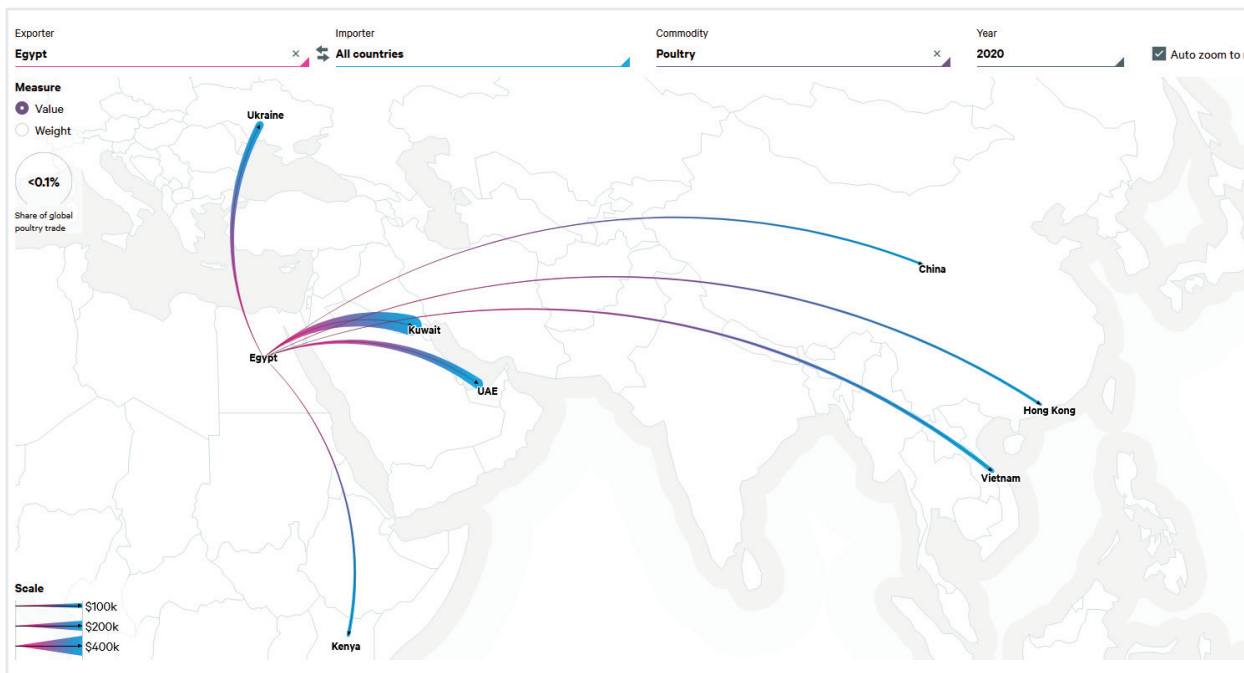 Exporter
Egypt ×
Importer
All countries
Commodity
Poultry ×
Year
2020
Auto zoom to
Measure
Value
Weight
<0.1%
Share of global
poultry trade
Ukraine
China
Kuwait
Egypt
UAE
Hong Kong
Vietnam
Kenya
Scale
$100k
$200k
$400k